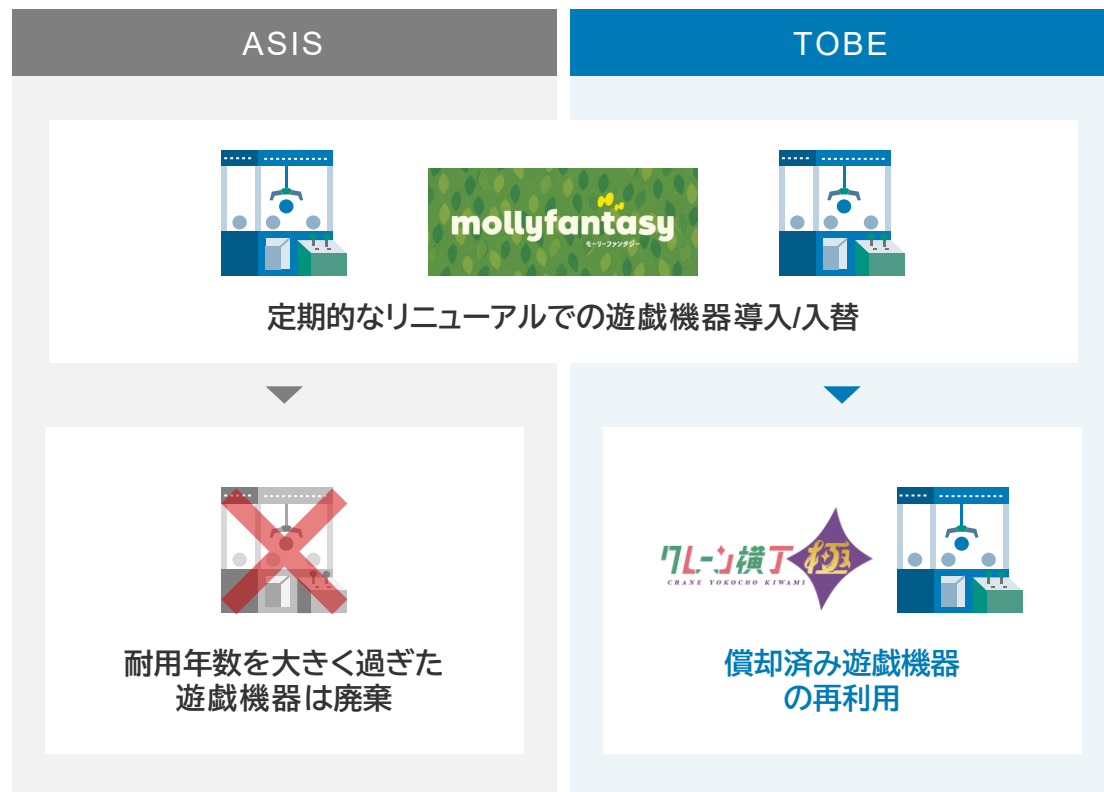 ASIS
TOBE
mollyfantasy
モーリーファンタジー
定期的なリニューアルでの遊戯機器導入/入替
クレーン横丁極
CRANE YOKOCHO KIWAMI
耐用年数を大きく過ぎた
遊戯機器は廃棄
償却済み遊戯機器
の再利用